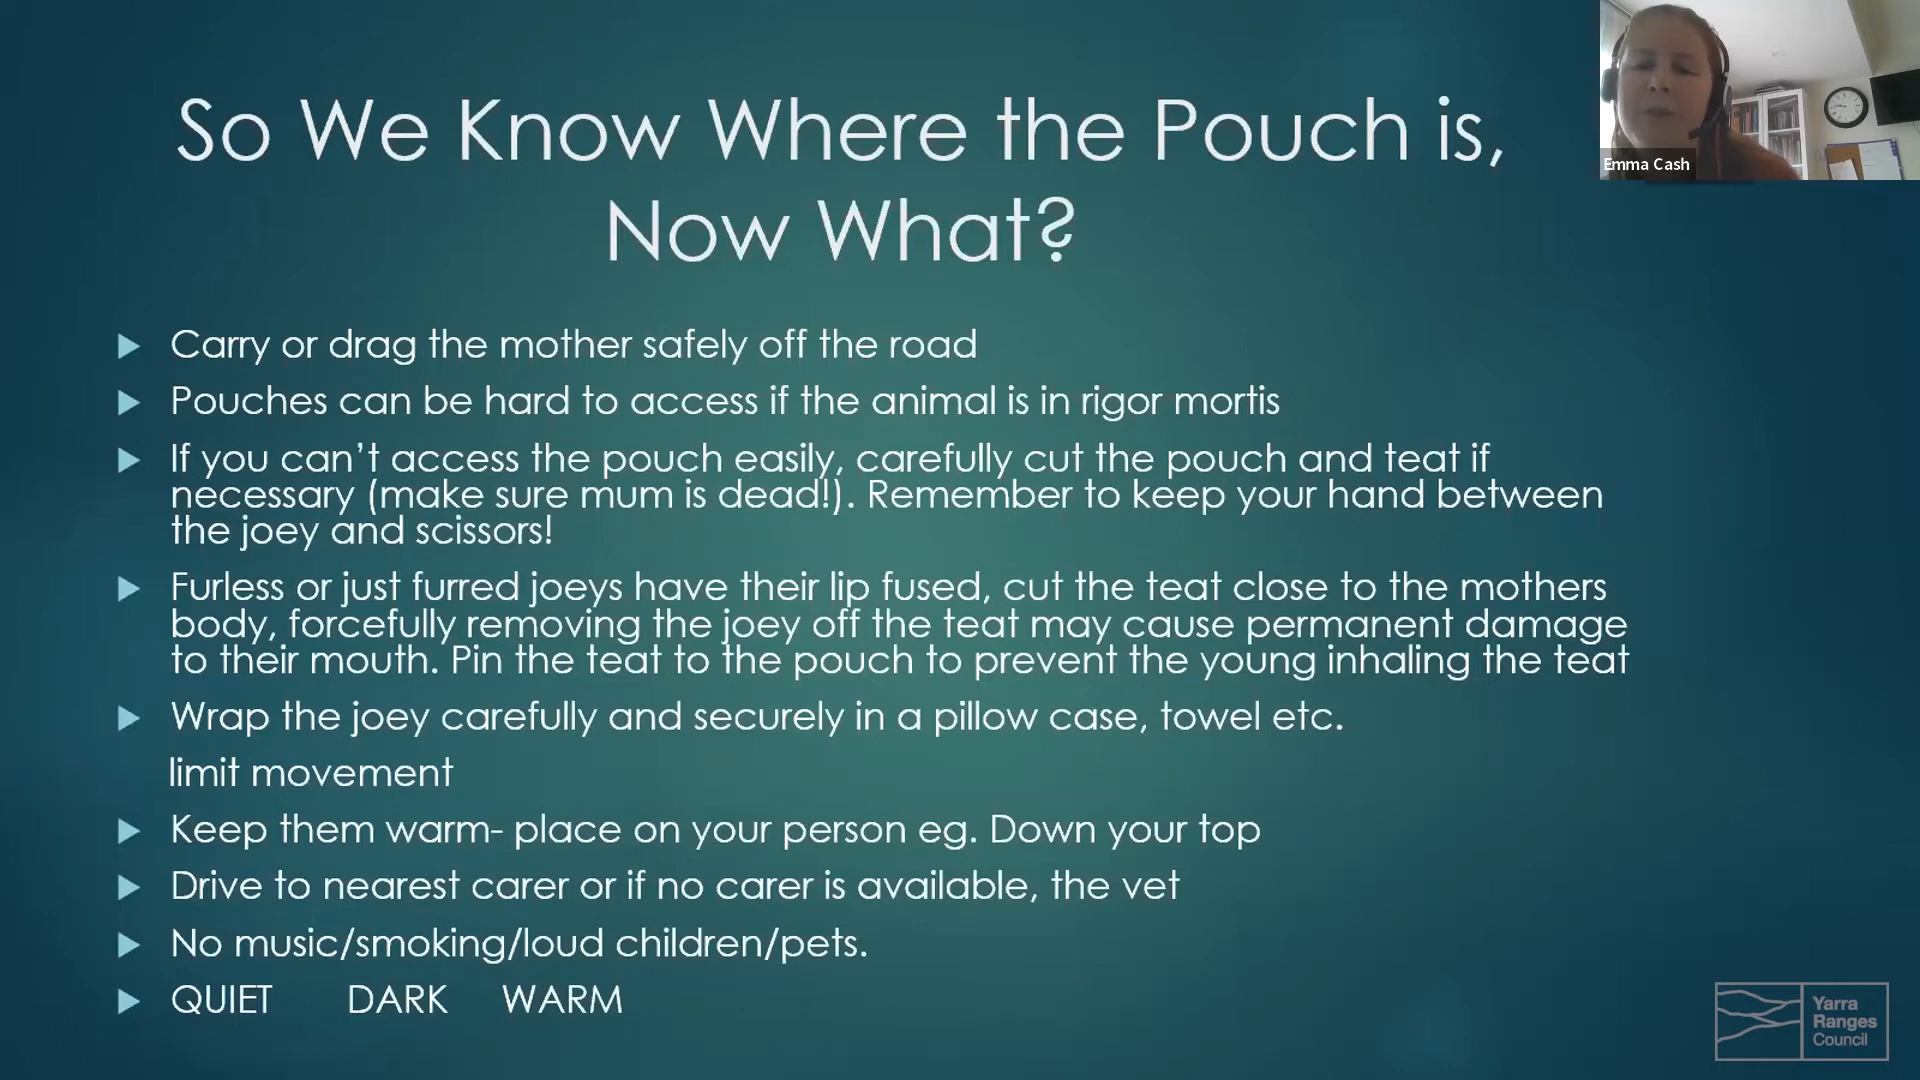 So We Know Where the Pouch is,
Now What?
Emma Cash
Carry or drag the mother safely off the road
Pouches can be hard to access if the animal is in rigor mortis
If you can’t access the pouch easily, carefully cut the pouch and teat if
necessary (make sure mum is dead!). Remember to keep your hand between
the joey and scissors!
Furless or just furred joeys have their lip fused, cut the teat close to the mothers
body, forcefully removing the joey off the teat may cause permanent damage
to their mouth. Pin the teat to the pouch to prevent the young inhaling the teat
Wrap the joey carefully and securely in a pillow case, towel etc.
limit movement
Keep them warm- place on your person eg. Down your top
Drive to nearest carer or if no carer is available, the vet
No music/smoking/loud children/pets.
QUIET DARK WARM
Yarra
Ranges
Council